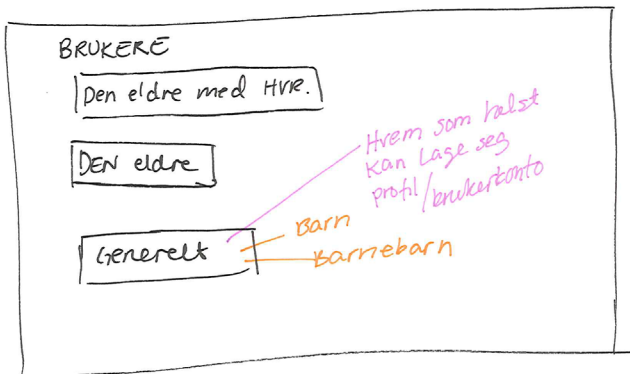 BRUKERE
Den eldre med HVR.
DEN eldre
Hvem som helst
kan lage seg
profil/brukerkonto
Generelt
Barn
Barnebarn